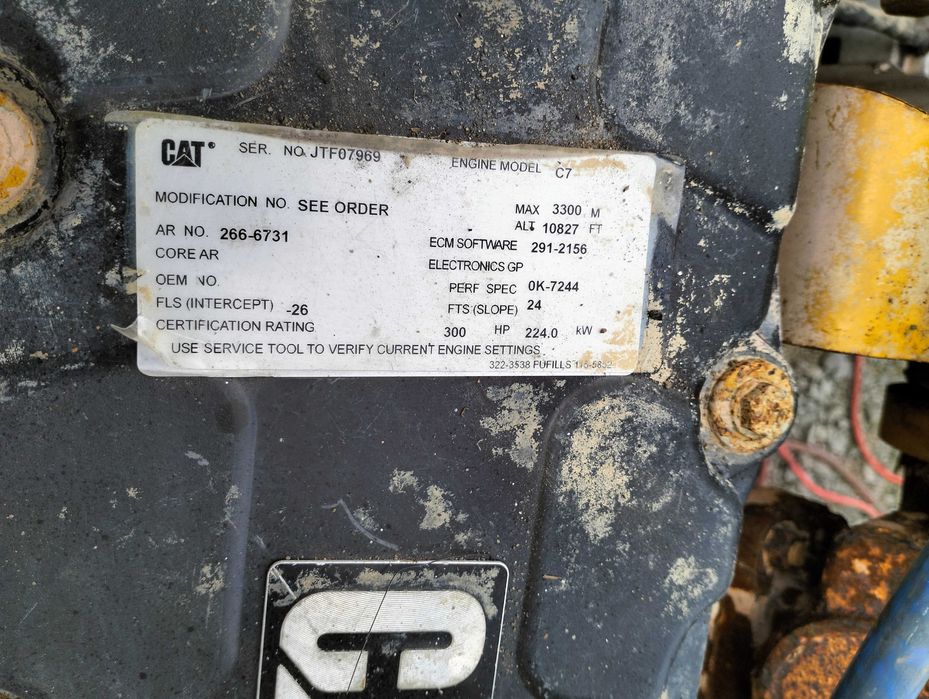 CAT® SER. NO. JTF07969 ENGINE MODEL C7
MODIFICATION NO. SEE ORDER MAX 3300 M
ALT 10827 FT
AR NO. 266-6731 ECM SOFTWARE 291-2156
CORE AR ELECTRONICS GP
OEM NO. PERF SPEC 0K-7244
FLS (INTERCEPT) -26 FTS (SLOPE) 24
CERTIFICATION RATING 300 HP 224.0 kW
USE SERVICE TOOL TO VERIFY CURRENT ENGINE SETTINGS
322-3538 FUFILLS